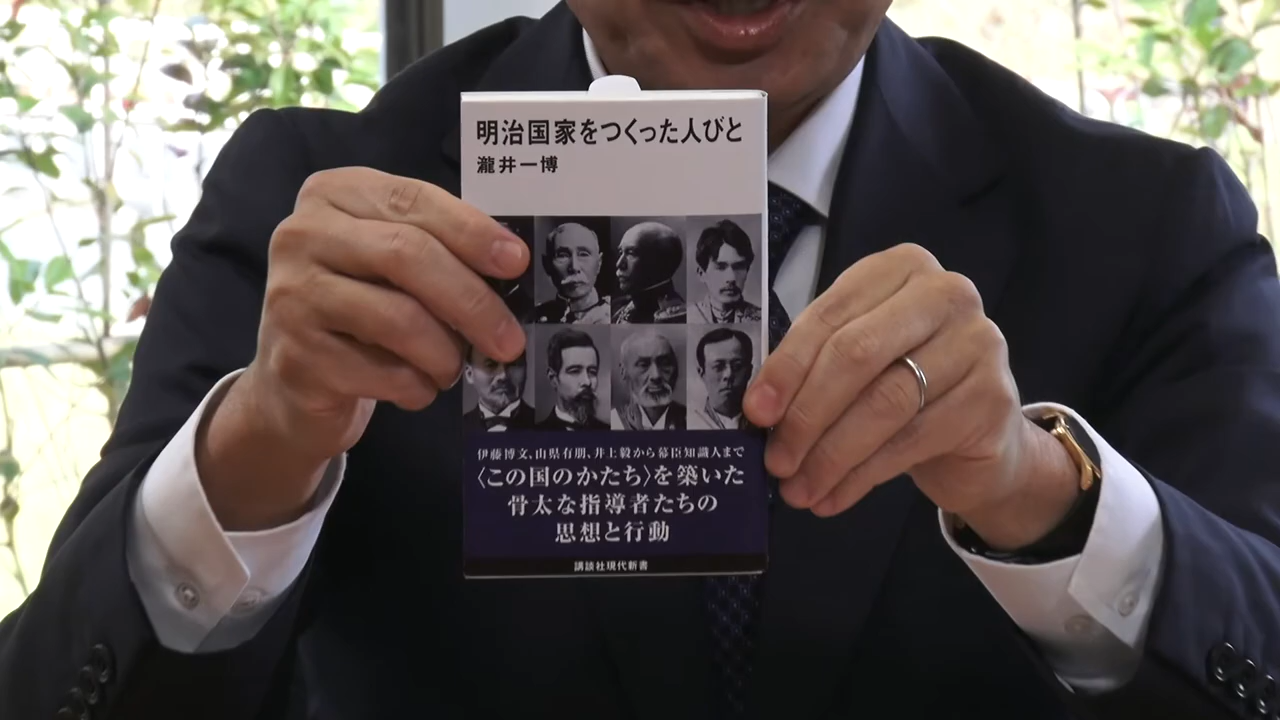 明治国家をつくった人びと
瀧井一博
伊藤博文、山県有朋、井上毅から幕臣知識人まで
〈この国のかたち〉を築いた
骨太な指導者たちの
思想と行動
講談社現代新書